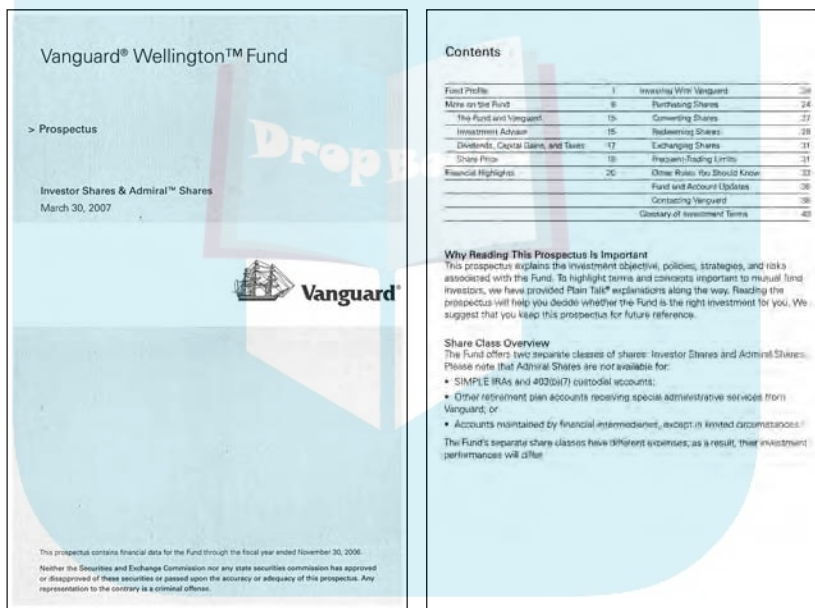 Vanguard® Wellington™ Fund
> Prospectus
Investor Shares & Admiral™ Shares
March 30, 2007
Vanguard®
This prospectus contains financial data for the Fund through the fiscal year ended November 30, 2006.
Neither the Securities and Exchange Commission nor any state securities commission has approved
or disapproved of these securities or passed upon the accuracy or adequacy of this prospectus. Any
representation to the contrary is a criminal offense.
Contents
Fund Profile 1 Investing With Vanguard
More on the Fund Purchasing Shares 24
The Fund and Vanguard 15 Converting Shares 27
Investment Advisor 15 Redeeming Shares 28
Dividends, Capital Gains, and Taxes 17 Exchanging Shares 31
Share Price Frequent-Trading Limits 31
Financial Highlights 20 Other Rules You Should Know 33
Fund and Account Updates
Contacting Vanguard
Glossary of Investment Terms 40
Why Reading This Prospectus Is Important
This prospectus explains the investment objective, policies, strategies, and risks
associated with the Fund. To highlight terms and concepts important to mutual fund
investors, we have provided Plain Talk® explanations along the way. Reading the
prospectus will help you decide whether the Fund is the right investment for you. We
suggest that you keep this prospectus for future reference.
Share Class Overview
The Fund offers two separate classes of shares: Investor Shares and Admiral Shares.
Please note that Admiral Shares are not available for:
• SIMPLE IRAs and 403(b)(7) custodial accounts;
• Other retirement plan accounts receiving special administrative services from
Vanguard; or
• Accounts maintained by financial intermediaries, except in limited circumstances.
The Fund's separate share classes have different expenses; as a result, their investment
performances will differ.